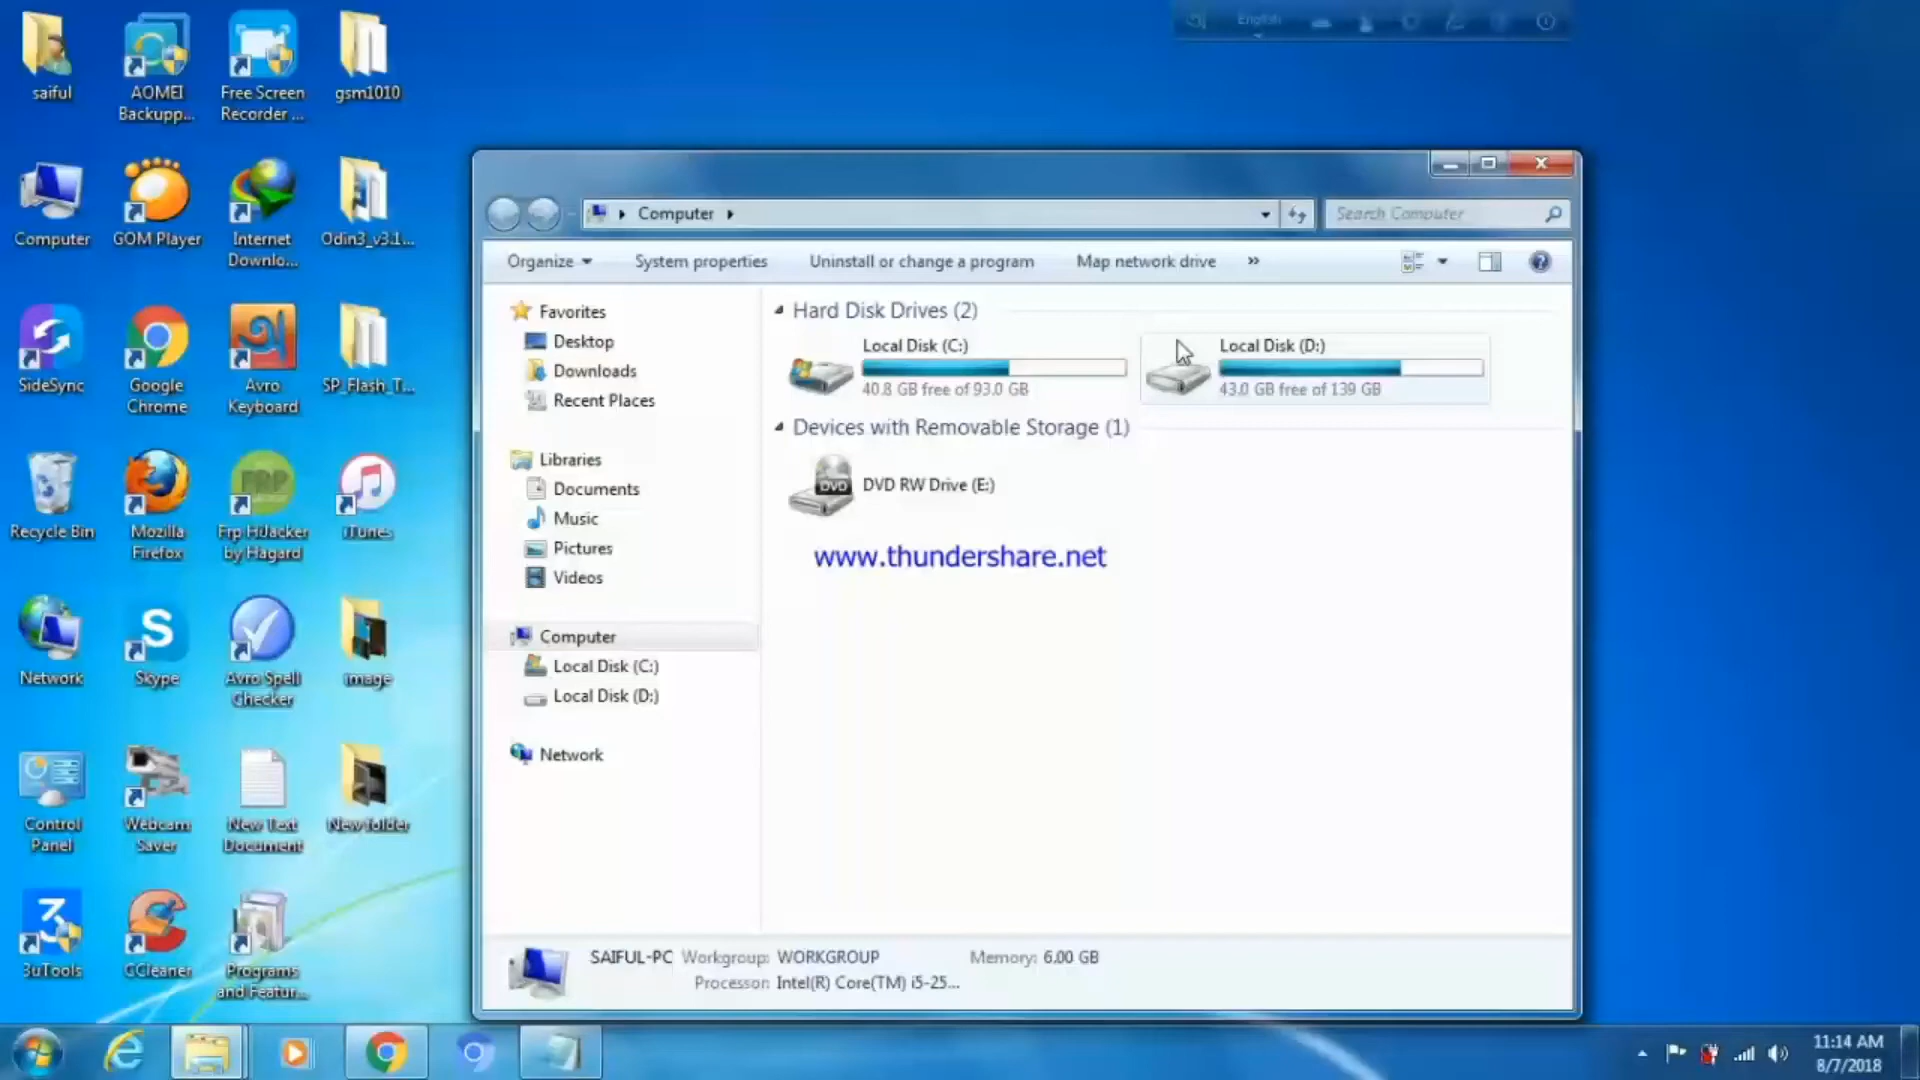 English
saiful
AOMEI
Backupp...
Free Screen
Recorder ...
gsm1010
Computer
GOM Player
Internet
Downlo...
Odin3_v3.1...
SideSync
Google
Chrome
Avro
Keyboard
SP_Flash_T...
Recycle Bin
Mozilla
Firefox
FRP
Frp HiJacker
by Hagard
iTunes
Network
Skype
Avro Spell
Checker
image
Control
Panel
Webcam
Saver
New Text
Document
New folder
3uTools
CCleaner
Programs
and Featur...
Computer
Search Computer
Organize
System properties
Uninstall or change a program
Map network drive
»
Favorites
Desktop
Downloads
Recent Places
Libraries
Documents
Music
Pictures
Videos
Computer
Local Disk (C:)
Local Disk (D:)
Network
Hard Disk Drives (2)
Local Disk (C:)
40.8 GB free of 93.0 GB
Local Disk (D:)
43.0 GB free of 139 GB
Devices with Removable Storage (1)
DVD
DVD RW Drive (E:)
www.thundershare.net
SAIFUL-PC Workgroup: WORKGROUP Memory: 6.00 GB
Processor: Intel(R) Core(TM) i5-25...
11:14 AM
8/7/2018